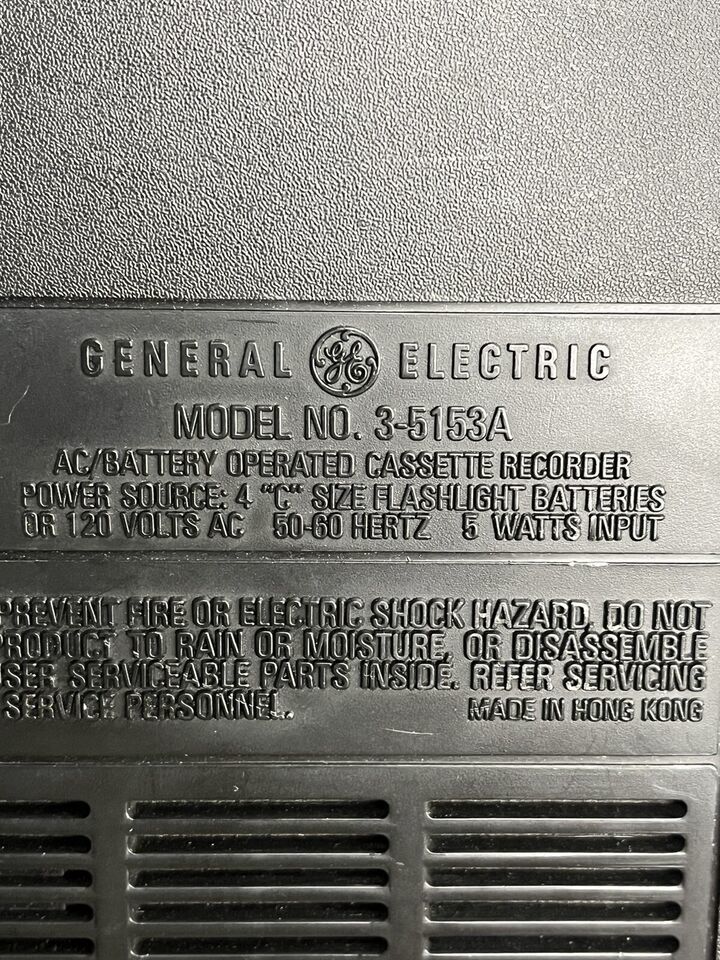 GENERAL GE ELECTRIC
MODEL NO. 3-5153A
AC/BATTERY OPERATED CASSETTE RECORDER
POWER SOURCE: 4 "C" SIZE FLASHLIGHT BATTERIES
OR 120 VOLTS AC 50-60 HERTZ 5 WATTS INPUT
PREVENT FIRE OR ELECTRIC SHOCK HAZARD, DO NOT
PRODUCT TO RAIN OR MOISTURE, OR DISASSEMBLE
USER SERVICEABLE PARTS INSIDE. REFER SERVICING
SERVICE PERSONNEL. MADE IN HONG KONG